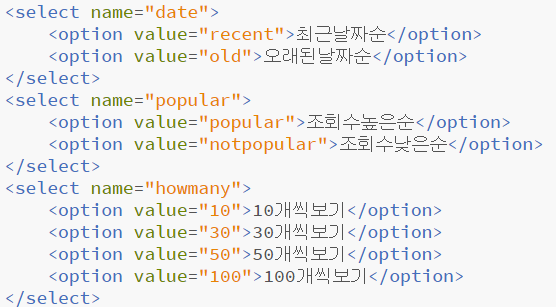 <select name="date">
    <option value="recent">최근날짜순</option>
    <option value="old">오래된날짜순</option>
</select>
<select name="popular">
    <option value="popular">조회수높은순</option>
    <option value="notpopular">조회수낮은순</option>
</select>
<select name="howmany">
    <option value="10">10개씩보기</option>
    <option value="30">30개씩보기</option>
    <option value="50">50개씩보기</option>
    <option value="100">100개씩보기</option>
</select>